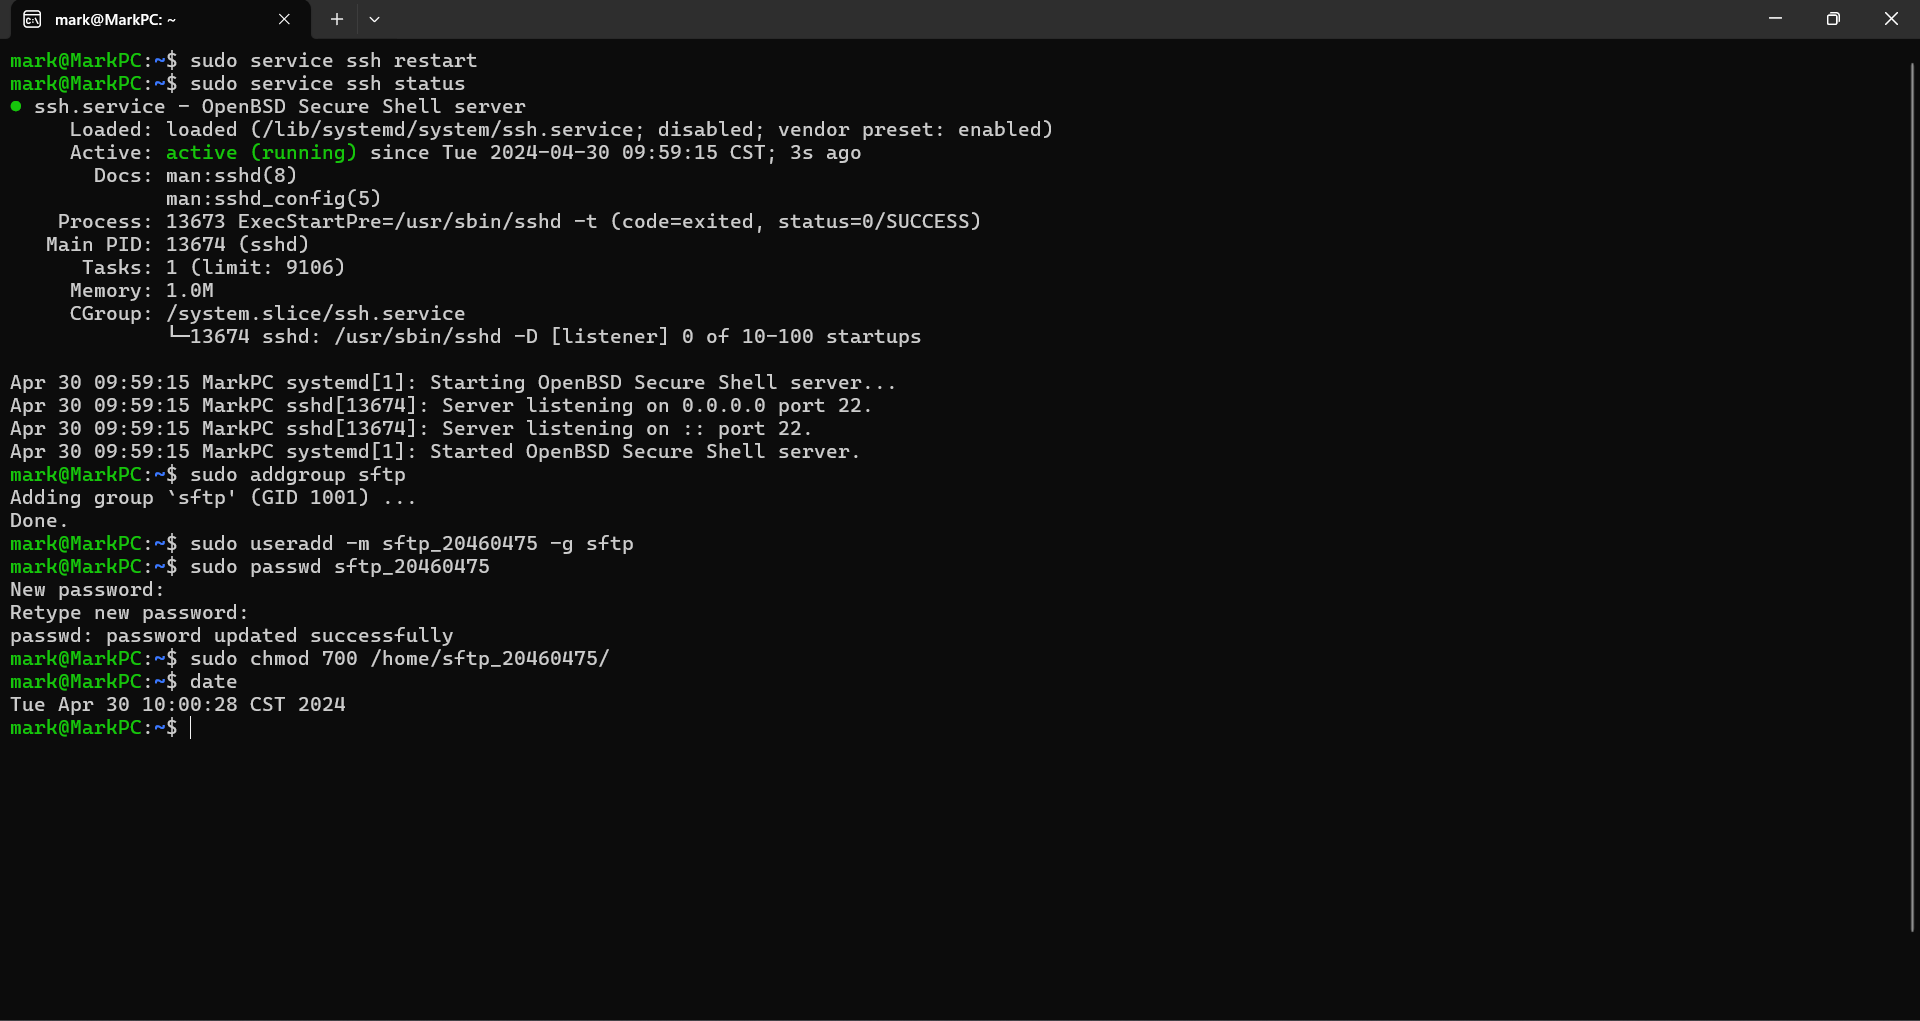 mark@MarkPC: ~
mark@MarkPC:~$ sudo service ssh restart
mark@MarkPC:~$ sudo service ssh status
● ssh.service - OpenBSD Secure Shell server
     Loaded: loaded (/lib/systemd/system/ssh.service; disabled; vendor preset: enabled)
     Active: active (running) since Tue 2024-04-30 09:59:15 CST; 3s ago
       Docs: man:sshd(8)
             man:sshd_config(5)
    Process: 13673 ExecStartPre=/usr/sbin/sshd -t (code=exited, status=0/SUCCESS)
   Main PID: 13674 (sshd)
      Tasks: 1 (limit: 9106)
     Memory: 1.0M
     CGroup: /system.slice/ssh.service
             └─13674 sshd: /usr/sbin/sshd -D [listener] 0 of 10-100 startups

Apr 30 09:59:15 MarkPC systemd[1]: Starting OpenBSD Secure Shell server...
Apr 30 09:59:15 MarkPC sshd[13674]: Server listening on 0.0.0.0 port 22.
Apr 30 09:59:15 MarkPC sshd[13674]: Server listening on :: port 22.
Apr 30 09:59:15 MarkPC systemd[1]: Started OpenBSD Secure Shell server.
mark@MarkPC:~$ sudo addgroup sftp
Adding group `sftp' (GID 1001) ...
Done.
mark@MarkPC:~$ sudo useradd -m sftp_20460475 -g sftp
mark@MarkPC:~$ sudo passwd sftp_20460475
New password:
Retype new password:
passwd: password updated successfully
mark@MarkPC:~$ sudo chmod 700 /home/sftp_20460475/
mark@MarkPC:~$ date
Tue Apr 30 10:00:28 CST 2024
mark@MarkPC:~$